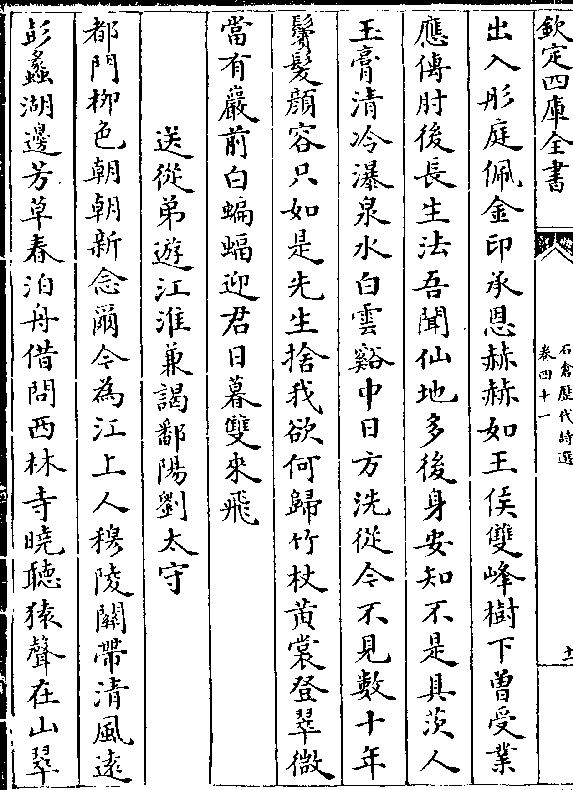 欽定四庫全書
石倉歷代詩選
卷四十一
十一
出入彤庭佩金印承恩赫赫如王侯雙峰樹下曾受業
應傳肘後長生法吾聞仙地多後身安知不是具茨人
玉膏清泠瀑泉水白雲谿中日方洗從今不見數十年
鬢髮顏容只如是先生捨我欲何歸竹杖黃裳登翠微
當有巖前白蝙蝠迎君日暮雙來飛
送從弟遊江淮兼謁鄱陽劉太守
都門柳色朝朝新念爾今為江上人穆陵關帶清風遠
彭蠡湖邊芳草春泊舟借問西林寺曉聽猿聲在山翠